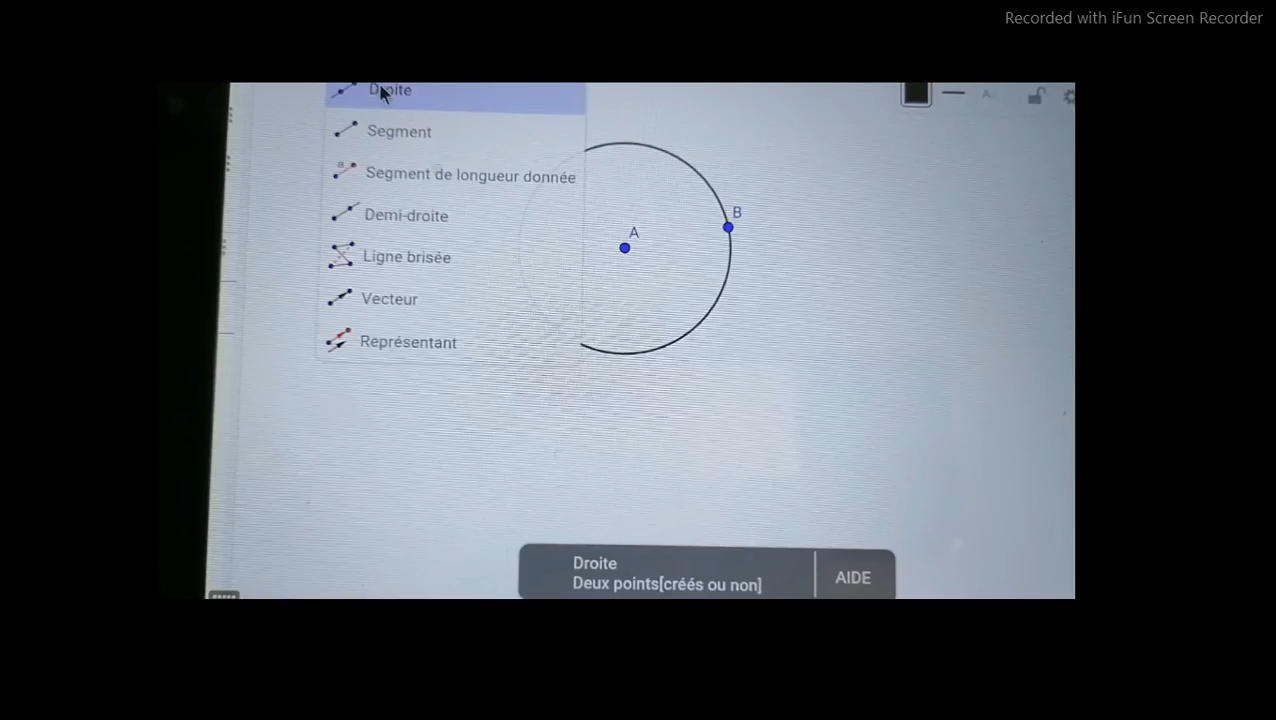 Recorded with iFun Screen Recorder
Droite
Segment
Segment de longueur donnée
Demi-droite
Ligne brisée
Vecteur
Représentant
A
B
Droite
Deux points[créés ou non]
AIDE